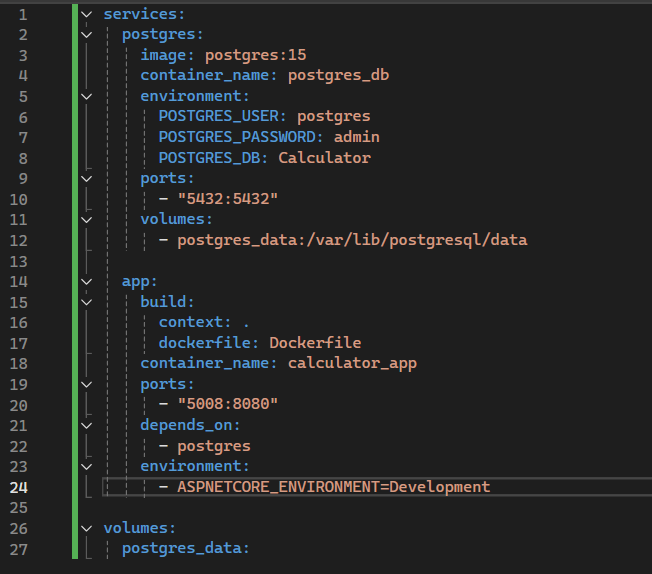 1 services:
2   postgres:
3     image: postgres:15
4     container_name: postgres_db
5     environment:
6       POSTGRES_USER: postgres
7       POSTGRES_PASSWORD: admin
8       POSTGRES_DB: Calculator
9     ports:
10       - "5432:5432"
11     volumes:
12       - postgres_data:/var/lib/postgresql/data
13
14   app:
15     build:
16       context: .
17       dockerfile: Dockerfile
18     container_name: calculator_app
19     ports:
20       - "5008:8080"
21     depends_on:
22       - postgres
23     environment:
24       - ASPNETCORE_ENVIRONMENT=Development
25
26 volumes:
27   postgres_data: